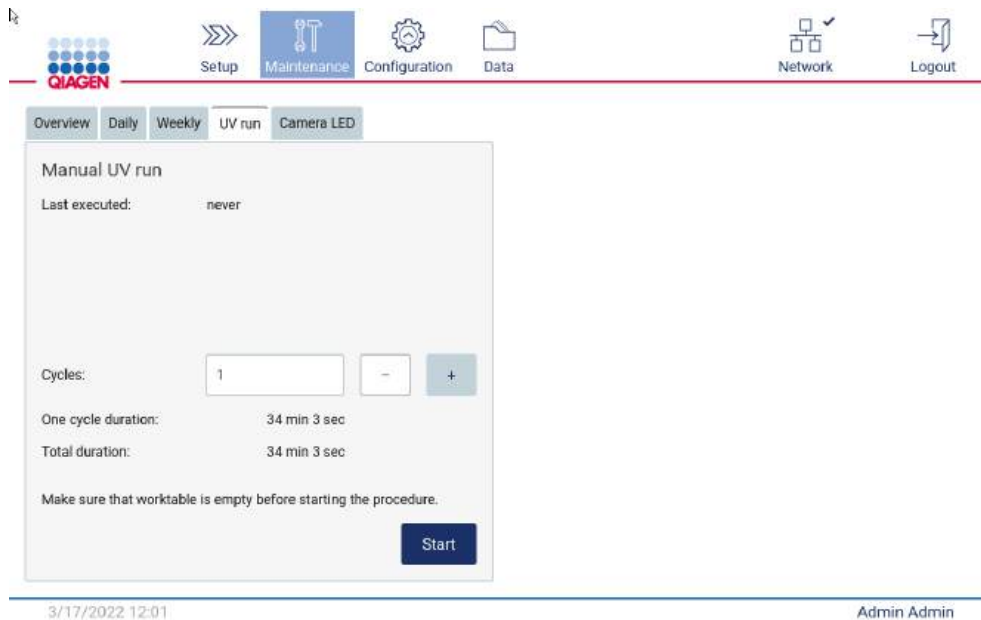 QIAGEN
Setup
Maintenance
Configuration
Data
Network
Logout
Overview Daily Weekly UV run Camera LED
Manual UV run
Last executed: never
Cycles: 1 - +
One cycle duration: 34 min 3 sec
Total duration: 34 min 3 sec
Make sure that worktable is empty before starting the procedure.
Start
3/17/2022 12:01
Admin Admin